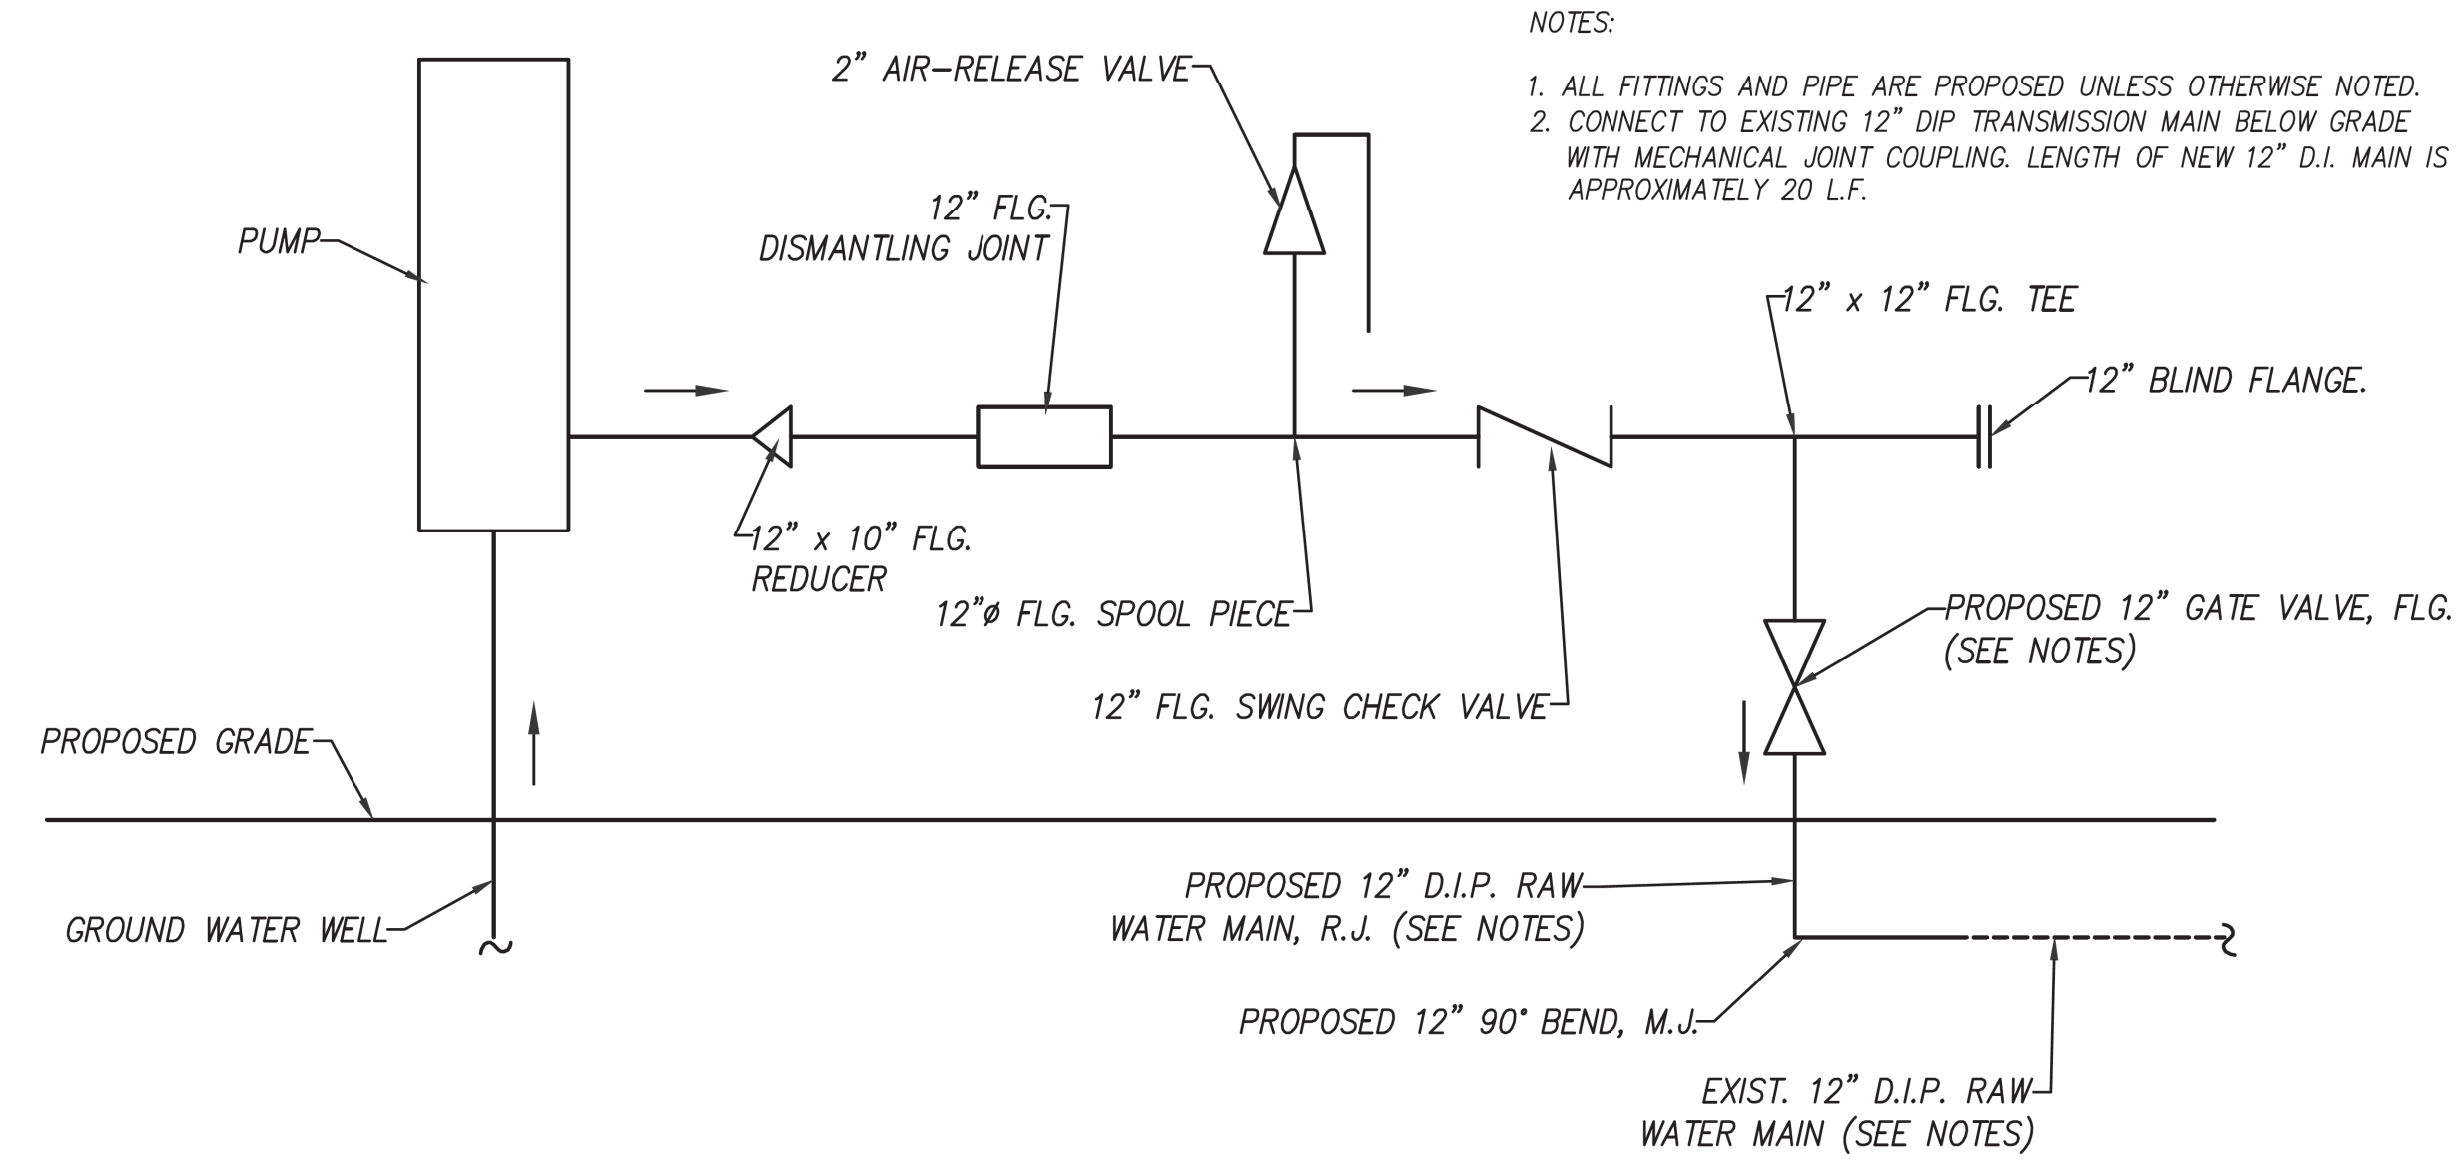 NOTES:
1. ALL FITTINGS AND PIPE ARE PROPOSED UNLESS OTHERWISE NOTED.
2. CONNECT TO EXISTING 12" DIP TRANSMISSION MAIN BELOW GRADE
WITH MECHANICAL JOINT COUPLING. LENGTH OF NEW 12" D.I. MAIN IS
APPROXIMATELY 20 L.F.
2" AIR-RELEASE VALVE
12" FLG.
DISMANTLING JOINT
PUMP
12" x 12" FLG. TEE
12" BLIND FLANGE.
12" x 10" FLG.
REDUCER
12"ø FLG. SPOOL PIECE
PROPOSED 12" GATE VALVE, FLG.
(SEE NOTES)
12" FLG. SWING CHECK VALVE
PROPOSED GRADE
GROUND WATER WELL
PROPOSED 12" D.I.P. RAW
WATER MAIN, R.J. (SEE NOTES)
PROPOSED 12" 90° BEND, M.J.
EXIST. 12" D.I.P. RAW
WATER MAIN (SEE NOTES)